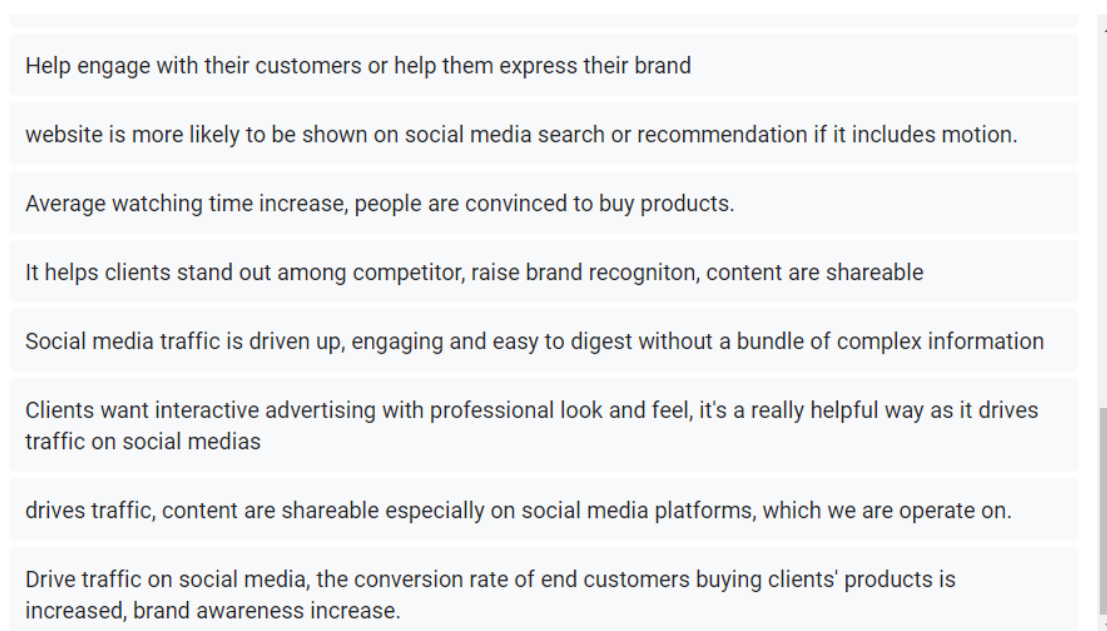 Help engage with their customers or help them express their brand
website is more likely to be shown on social media search or recommendation if it includes motion.
Average watching time increase, people are convinced to buy products.
It helps clients stand out among competitor, raise brand recogniton, content are shareable
Social media traffic is driven up, engaging and easy to digest without a bundle of complex information
Clients want interactive advertising with professional look and feel, it's a really helpful way as it drives
traffic on social medias
drives traffic, content are shareable especially on social media platforms, which we are operate on.
Drive traffic on social media, the conversion rate of end customers buying clients' products is
increased, brand awareness increase.